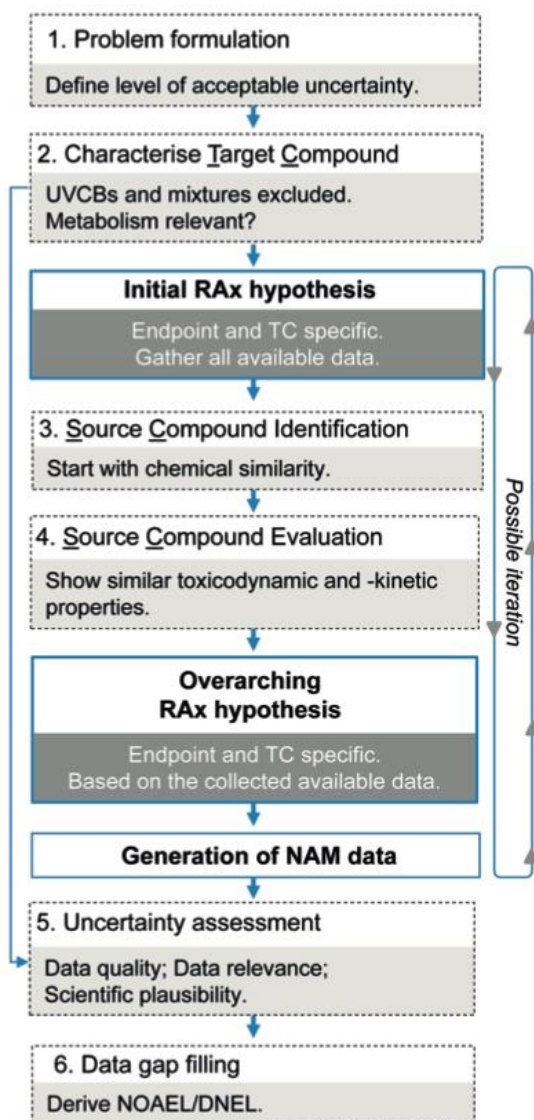 1. Problem formulation
Define level of acceptable uncertainty.
2. Characterise Target Compound
UVCBs and mixtures excluded.
Metabolism relevant?
Initial RAx hypothesis
Endpoint and TC specific.
Gather all available data.
3. Source Compound Identification
Start with chemical similarity.
4. Source Compound Evaluation
Show similar toxicodynamic and -kinetic
properties.
Overarching
RAx hypothesis
Endpoint and TC specific.
Based on the collected available data.
Generation of NAM data
5. Uncertainty assessment
Data quality; Data relevance;
Scientific plausibility.
6. Data gap filling
Derive NOAEL/DNEL.
Possible iteration